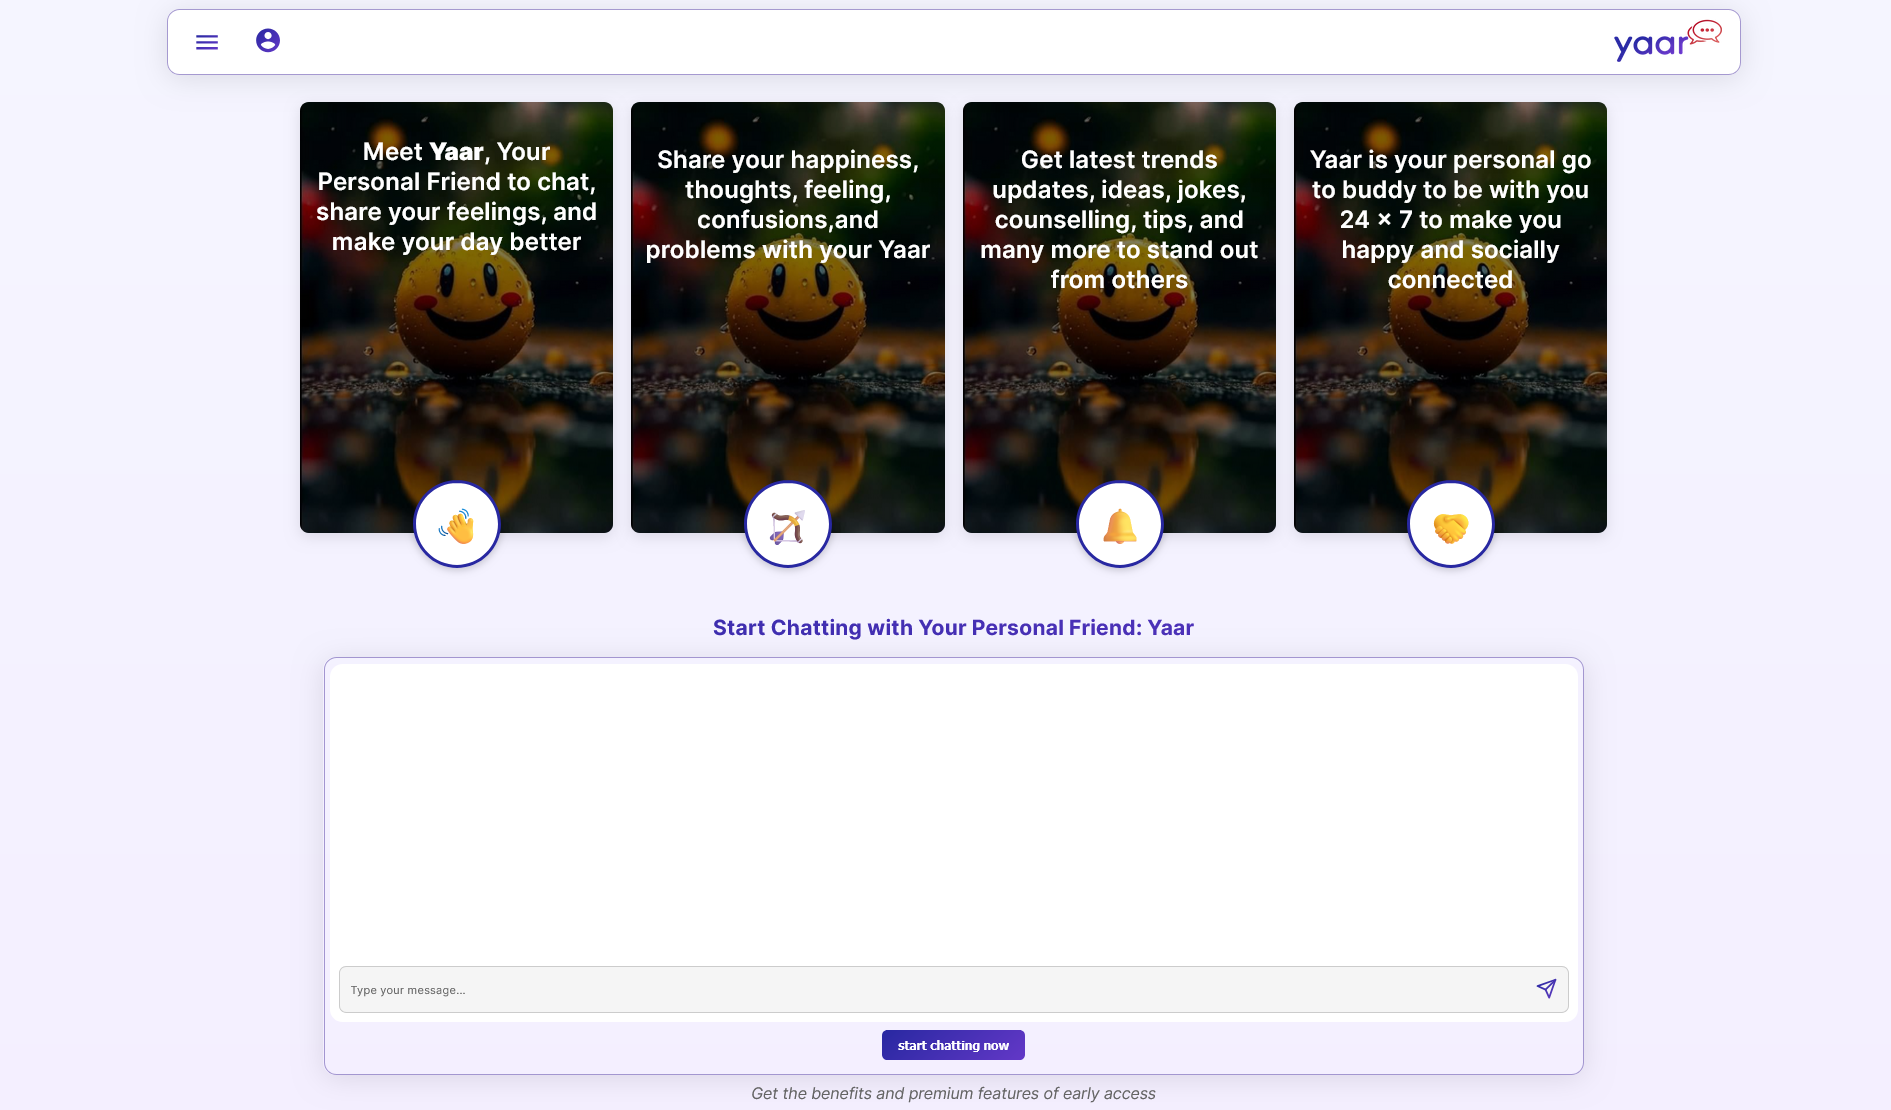 yaar
Meet Yaar, Your
Personal Friend to chat,
share your feelings, and
make your day better
Share your happiness,
thoughts, feeling,
confusions,and
problems with your Yaar
Get latest trends
updates, ideas, jokes,
counselling, tips, and
many more to stand out
from others
Yaar is your personal go
to buddy to be with you
24 × 7 to make you
happy and socially
connected
Start Chatting with Your Personal Friend: Yaar
Type your message...
start chatting now
Get the benefits and premium features of early access